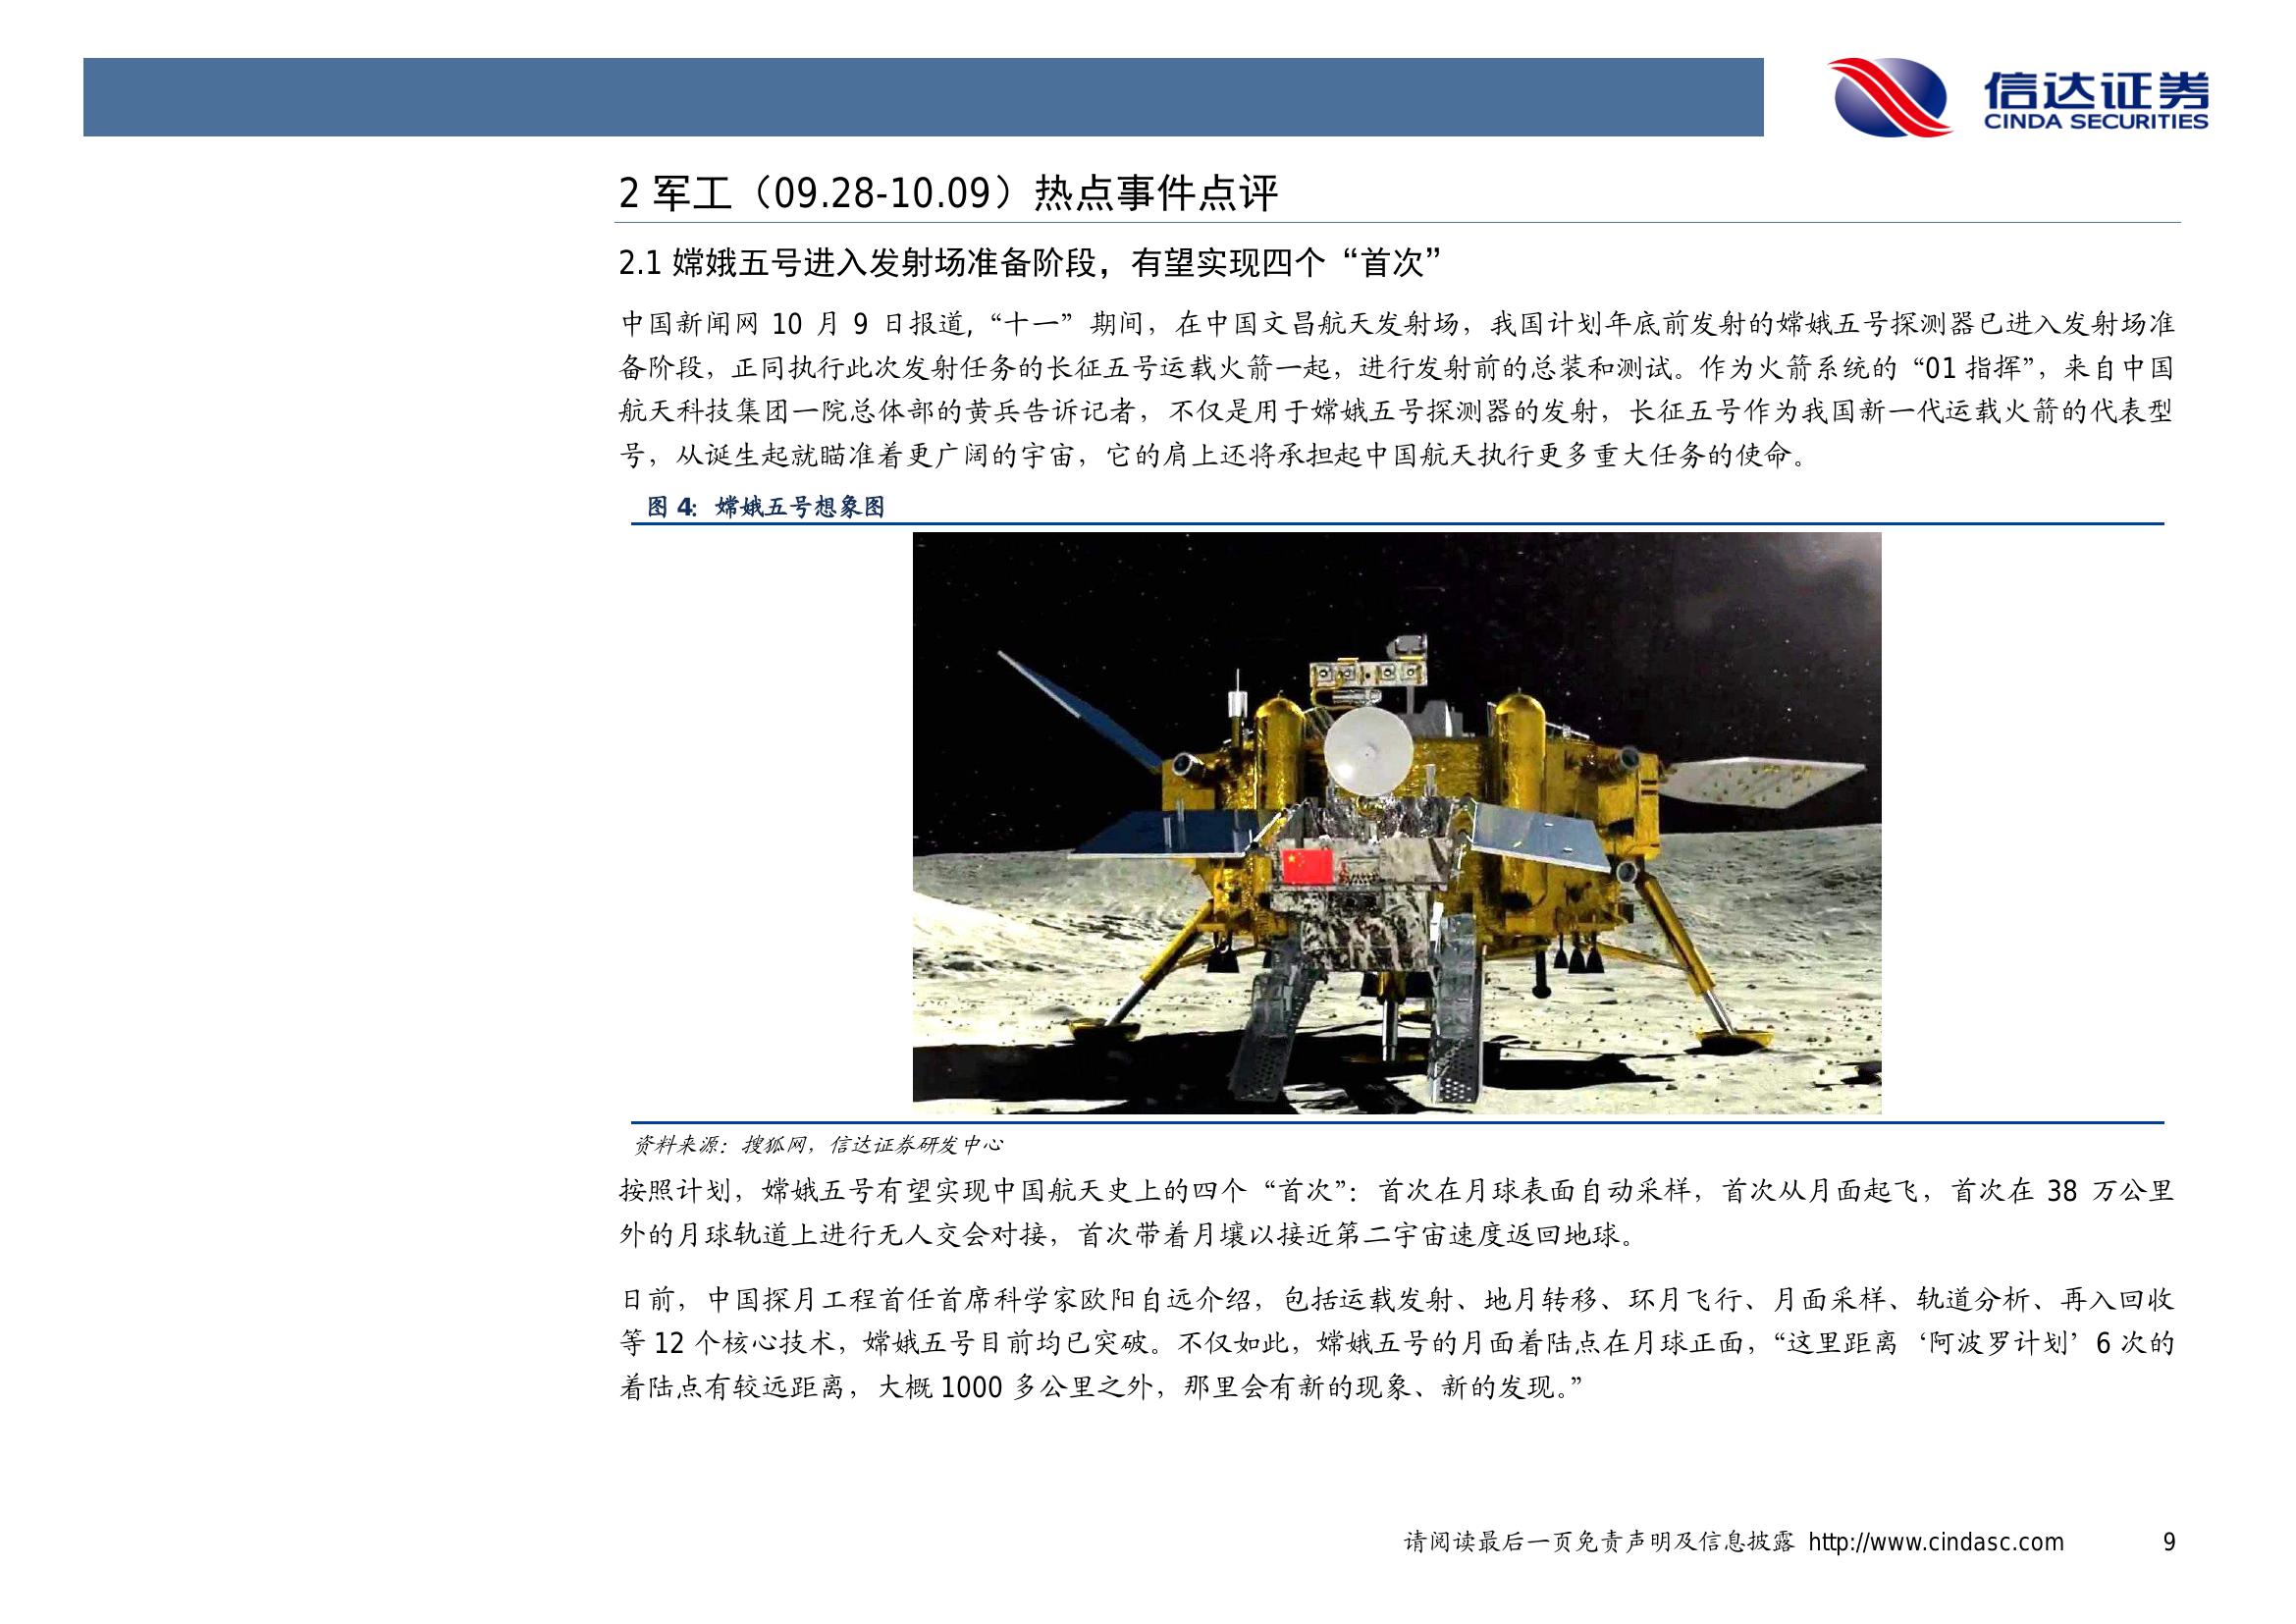 信达证券
CINDA SECURITIES
2 军工（09.28-10.09）热点事件点评
2.1 嫦娥五号进入发射场准备阶段，有望实现四个“首次”
中国新闻网 10 月 9 日报道，“十一”期间，在中国文昌航天发射场，我国计划年底前发射的嫦娥五号探测器已进入发射场准
备阶段，正同执行此次发射任务的长征五号运载火箭一起，进行发射前的总装和测试。作为火箭系统的“01 指挥”，来自中国
航天科技集团一院总体部的黄兵告诉记者，不仅是用于嫦娥五号探测器的发射，长征五号作为我国新一代运载火箭的代表型
号，从诞生起就瞄准着更广阔的宇宙，它的肩上还将承担起中国航天执行更多重大任务的使命。
图 4：嫦娥五号想象图
资料来源：搜狐网，信达证券研发中心
按照计划，嫦娥五号有望实现中国航天史上的四个“首次”：首次在月球表面自动采样，首次从月面起飞，首次在 38 万公里
外的月球轨道上进行无人交会对接，首次带着月壤以接近第二宇宙速度返回地球。
日前，中国探月工程首任首席科学家欧阳自远介绍，包括运载发射、地月转移、环月飞行、月面采样、轨道分析、再入回收
等 12 个核心技术，嫦娥五号目前均已突破。不仅如此，嫦娥五号的月面着陆点在月球正面，“这里距离‘阿波罗计划’6 次的
着陆点有较远距离，大概 1000 多公里之外，那里会有新的现象、新的发现。”
请阅读最后一页免责声明及信息披露 http://www.cindasc.com 9